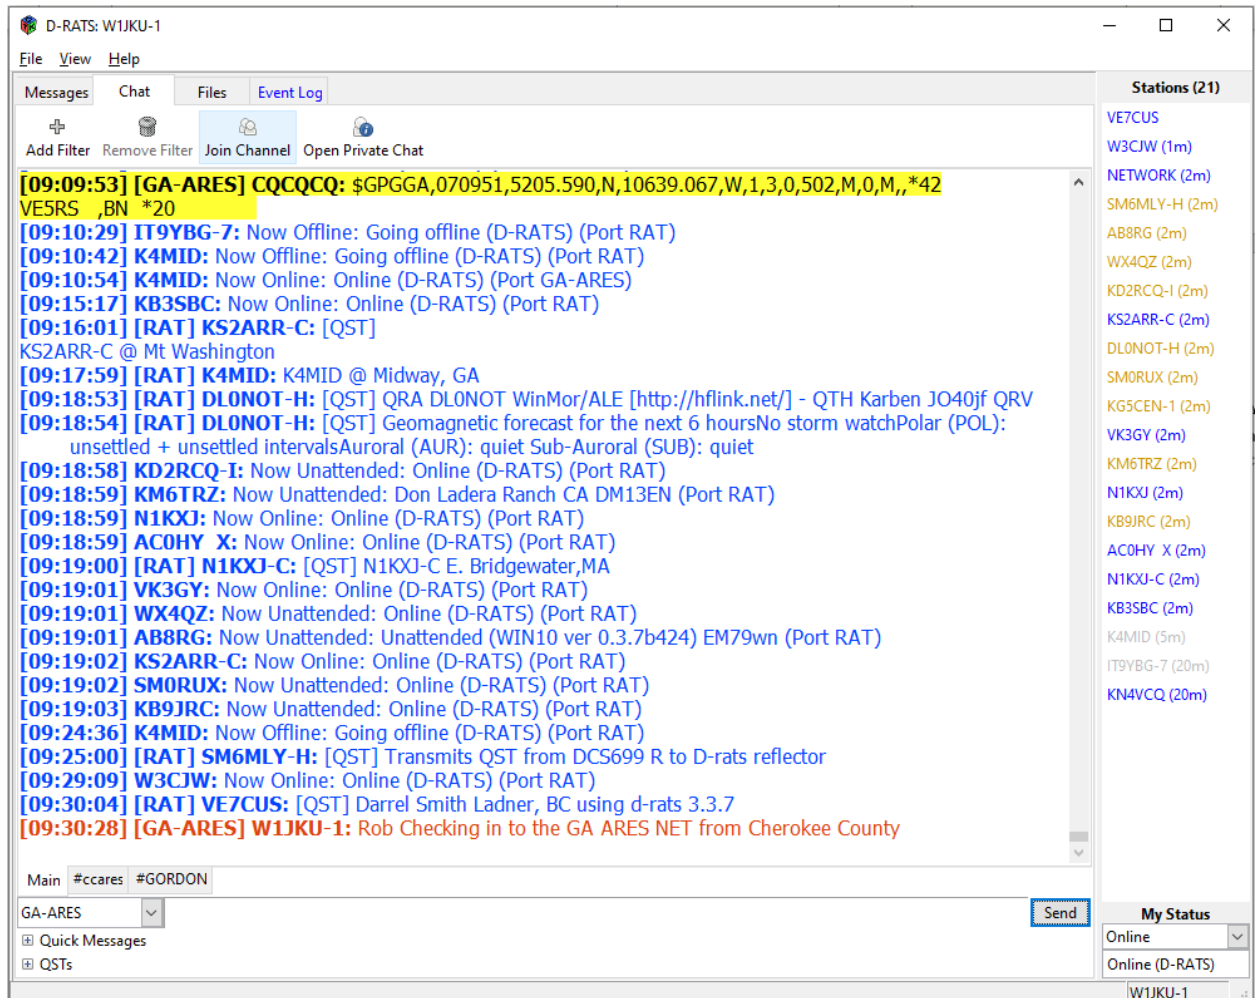 D-RATS: W1JKU-1
File View Help
Messages Chat Files Event Log
Add Filter Remove Filter Join Channel Open Private Chat
[09:09:53] [GA-ARES] CQCQCQ: $GPGGA,070951,5205.590,N,10639.067,W,1,3,0,502,M,0,M,,*42
VE5RS ,BN *20
[09:10:29] IT9YBG-7: Now Offline: Going offline (D-RATS) (Port RAT)
[09:10:42] K4MID: Now Offline: Going offline (D-RATS) (Port RAT)
[09:10:54] K4MID: Now Online: Online (D-RATS) (Port GA-ARES)
[09:15:17] KB3SBC: Now Online: Online (D-RATS) (Port RAT)
[09:16:01] [RAT] KS2ARR-C: [QST]
KS2ARR-C @ Mt Washington
[09:17:59] [RAT] K4MID: K4MID @ Midway, GA
[09:18:53] [RAT] DL0NOT-H: [QST] QRA DL0NOT WinMor/ALE [http://hflink.net/] - QTH Karben JO40jf QRV
[09:18:54] [RAT] DL0NOT-H: [QST] Geomagnetic forecast for the next 6 hoursNo storm watchPolar (POL):
unsettled + unsettled intervalsAuroral (AUR): quiet Sub-Auroral (SUB): quiet
[09:18:58] KD2RCQ-I: Now Unattended: Online (D-RATS) (Port RAT)
[09:18:59] KM6TRZ: Now Unattended: Don Ladera Ranch CA DM13EN (Port RAT)
[09:18:59] N1KXJ: Now Online: Online (D-RATS) (Port RAT)
[09:18:59] AC0HY X: Now Online: Online (D-RATS) (Port RAT)
[09:19:00] [RAT] N1KXJ-C: [QST] N1KXJ-C E. Bridgewater,MA
[09:19:01] VK3GY: Now Online: Online (D-RATS) (Port RAT)
[09:19:01] WX4QZ: Now Unattended: Online (D-RATS) (Port RAT)
[09:19:01] AB8RG: Now Unattended: Unattended (WIN10 ver 0.3.7b424) EM79wn (Port RAT)
[09:19:02] KS2ARR-C: Now Online: Online (D-RATS) (Port RAT)
[09:19:02] SM0RUX: Now Unattended: Online (D-RATS) (Port RAT)
[09:19:03] KB9JRC: Now Unattended: Online (D-RATS) (Port RAT)
[09:24:36] K4MID: Now Offline: Going offline (D-RATS) (Port RAT)
[09:25:00] [RAT] SM6MLY-H: [QST] Transmits QST from DCS699 R to D-rats reflector
[09:29:09] W3CJW: Now Online: Online (D-RATS) (Port RAT)
[09:30:04] [RAT] VE7CUS: [QST] Darrel Smith Ladner, BC using d-rats 3.3.7
[09:30:28] [GA-ARES] W1JKU-1: Rob Checking in to the GA ARES NET from Cherokee County
Main #ccares #GORDON
GA-ARES
Send
Quick Messages
QSTs
Stations (21)
VE7CUS
W3CJW (1m)
NETWORK (2m)
SM6MLY-H (2m)
AB8RG (2m)
WX4QZ (2m)
KD2RCQ-I (2m)
KS2ARR-C (2m)
DL0NOT-H (2m)
SM0RUX (2m)
KG5CEN-1 (2m)
VK3GY (2m)
KM6TRZ (2m)
N1KXJ (2m)
KB9JRC (2m)
AC0HY X (2m)
N1KXJ-C (2m)
KB3SBC (2m)
K4MID (5m)
IT9YBG-7 (20m)
KN4VCQ (20m)
My Status
Online
Online (D-RATS)
W1JKU-1